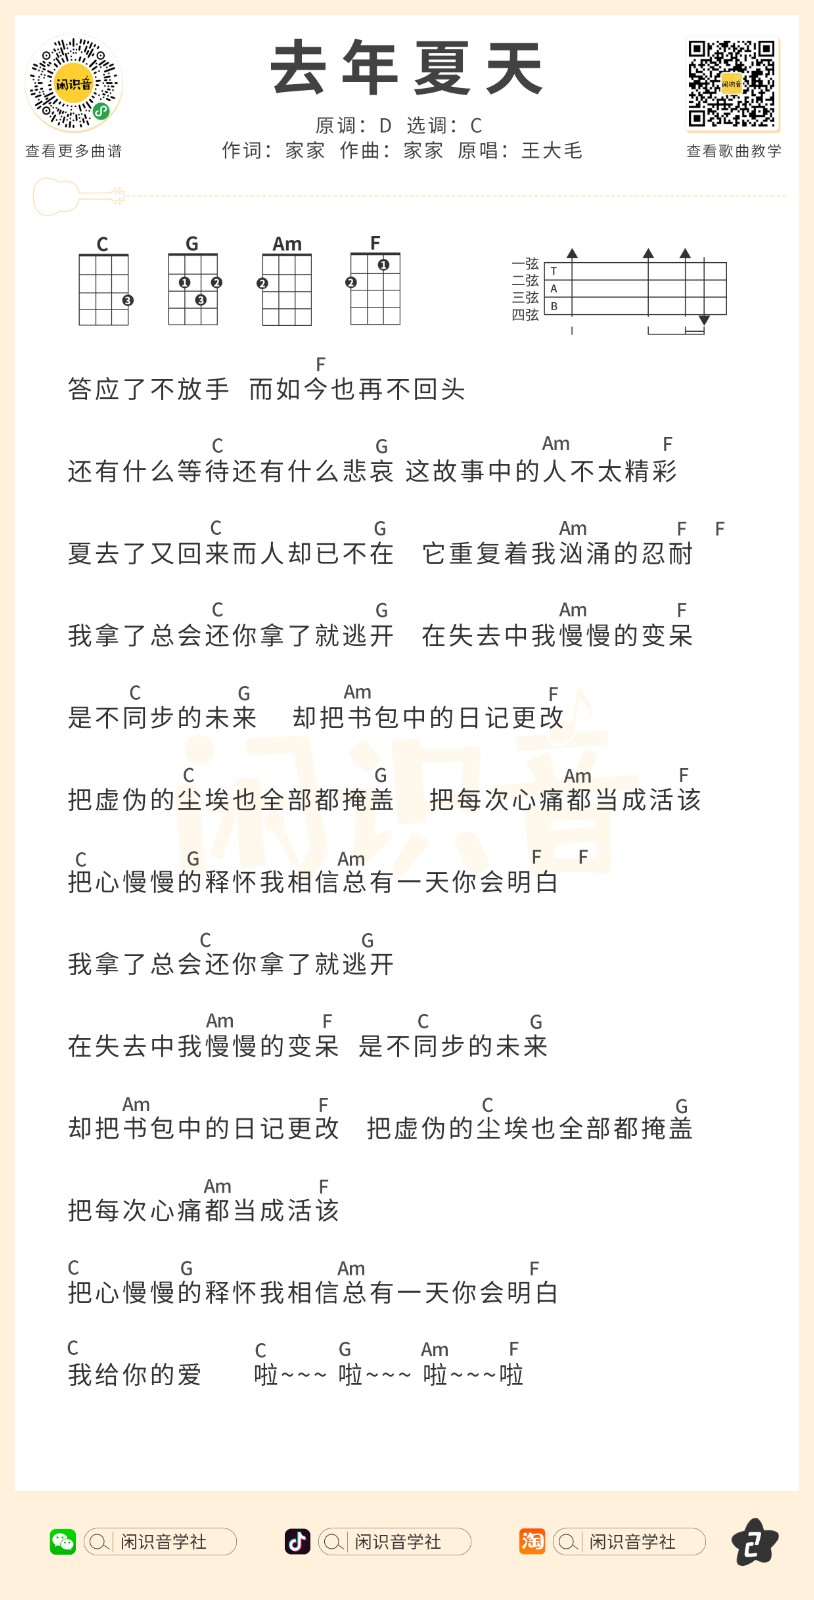 去年夏天
闲识音
闲识音
原调：D 选调：C
作词：家家 作曲：家家 原唱：王大毛
查看更多曲谱
查看歌曲教学
C G Am F
3
1 2 3
2
1 2
一弦
二弦
三弦
四弦
T
A
B
F
答应了不放手 而如今也再不回头
C G Am F
还有什么等待还有什么悲哀 这故事中的人不太精彩
C G Am F F
夏去了又回来而人却已不在 它重复着我汹涌的忍耐
C G Am F
我拿了总会还你拿了就逃开 在失去中我慢慢的变呆
C G Am F
是不同步的未来 却把书包中的日记更改
闲识音
C G Am F
把虚伪的尘埃也全部都掩盖 把每次心痛都当成活该
C G Am F F
把心慢慢的释怀我相信总有一天你会明白
C G
我拿了总会还你拿了就逃开
Am F C G
在失去中我慢慢的变呆 是不同步的未来
Am F C G
却把书包中的日记更改 把虚伪的尘埃也全部都掩盖
Am F
把每次心痛都当成活该
C G Am F
把心慢慢的释怀我相信总有一天你会明白
C C G Am F
我给你的爱 啦~~~ 啦~~~ 啦~~~啦
闲识音学社
闲识音学社
淘 闲识音学社
2